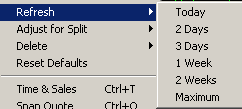 Refresh
Adjust for Split
Delete
Reset Defaults
Time & Sales Ctrl+T
Snap Quote Ctrl+Q
Today
2 Days
3 Days
1 Week
2 Weeks
Maximum